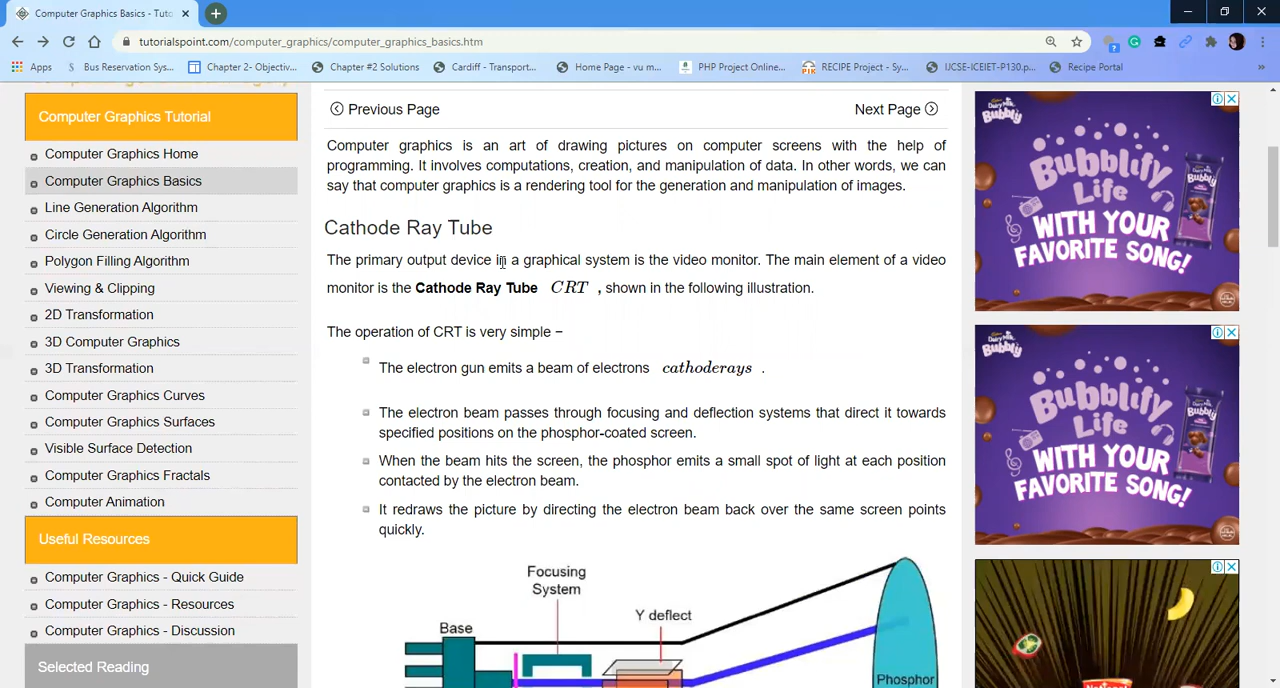 Computer Graphics Basics - Tuto
tutorialspoint.com/computer_graphics/computer_graphics_basics.htm
Apps
Bus Reservation Sys...
Chapter 2- Objectiv...
Chapter #2 Solutions
Cardiff - Transport...
Home Page - vu m...
PHP Project Online...
RECIPE Project - Sy...
IJCSE-ICEIET-P130.p...
Recipe Portal
Computer Graphics Tutorial
Computer Graphics Home
Computer Graphics Basics
Line Generation Algorithm
Circle Generation Algorithm
Polygon Filling Algorithm
Viewing & Clipping
2D Transformation
3D Computer Graphics
3D Transformation
Computer Graphics Curves
Computer Graphics Surfaces
Visible Surface Detection
Computer Graphics Fractals
Computer Animation
Useful Resources
Computer Graphics - Quick Guide
Computer Graphics - Resources
Computer Graphics - Discussion
Selected Reading
Previous Page
Next Page
Computer graphics is an art of drawing pictures on computer screens with the help of
programming. It involves computations, creation, and manipulation of data. In other words, we can
say that computer graphics is a rendering tool for the generation and manipulation of images.
Cathode Ray Tube
The primary output device in a graphical system is the video monitor. The main element of a video
monitor is the Cathode Ray Tube CRT , shown in the following illustration.
The operation of CRT is very simple −
The electron gun emits a beam of electrons cathoderays .
The electron beam passes through focusing and deflection systems that direct it towards
specified positions on the phosphor-coated screen.
When the beam hits the screen, the phosphor emits a small spot of light at each position
contacted by the electron beam.
It redraws the picture by directing the electron beam back over the same screen points
quickly.
Focusing
System
Y deflect
Base
Phosphor
Dairy Milk
Bubbly
Bubblify
Life
WITH YOUR
FAVORITE SONG!
Dairy Milk
Bubbly
Bubblify
Life
WITH YOUR
FAVORITE SONG!